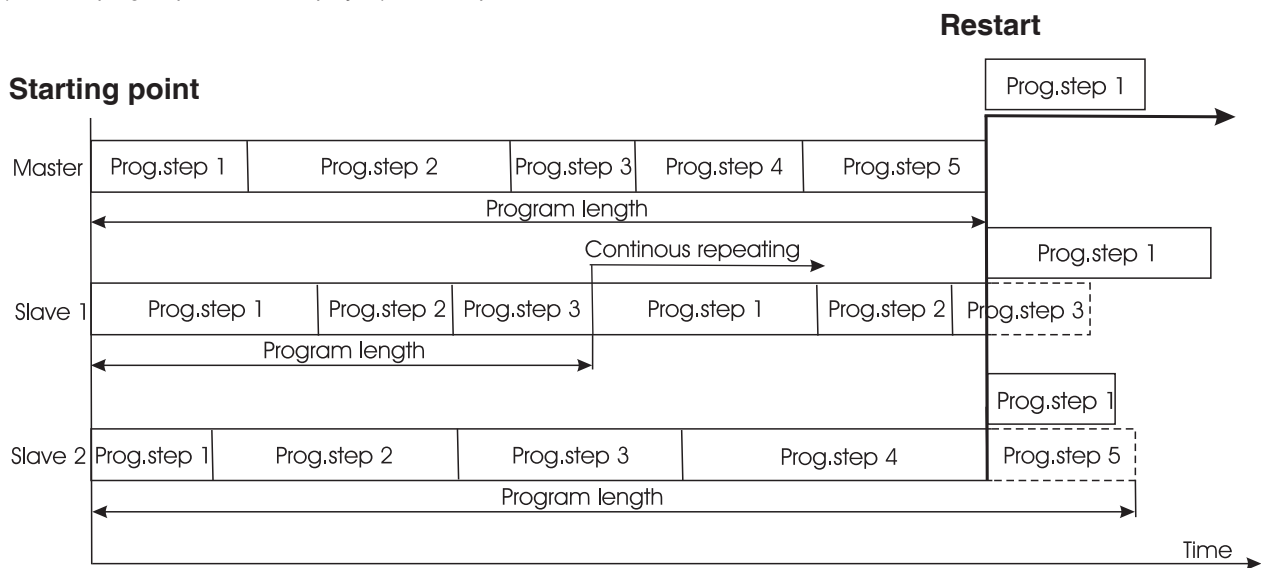 Restart
Prog.step 1
Starting point
Master Prog.step 1 Prog.step 2 Prog.step 3 Prog.step 4 Prog.step 5
Program length
Continous repeating
Prog.step 1
Slave 1 Prog.step 1 Prog.step 2 Prog.step 3 Prog.step 1 Prog.step 2 Prog.step 3
Program length
Prog.step 1
Slave 2 Prog.step 1 Prog.step 2 Prog.step 3 Prog.step 4 Prog.step 5
Program length
Time